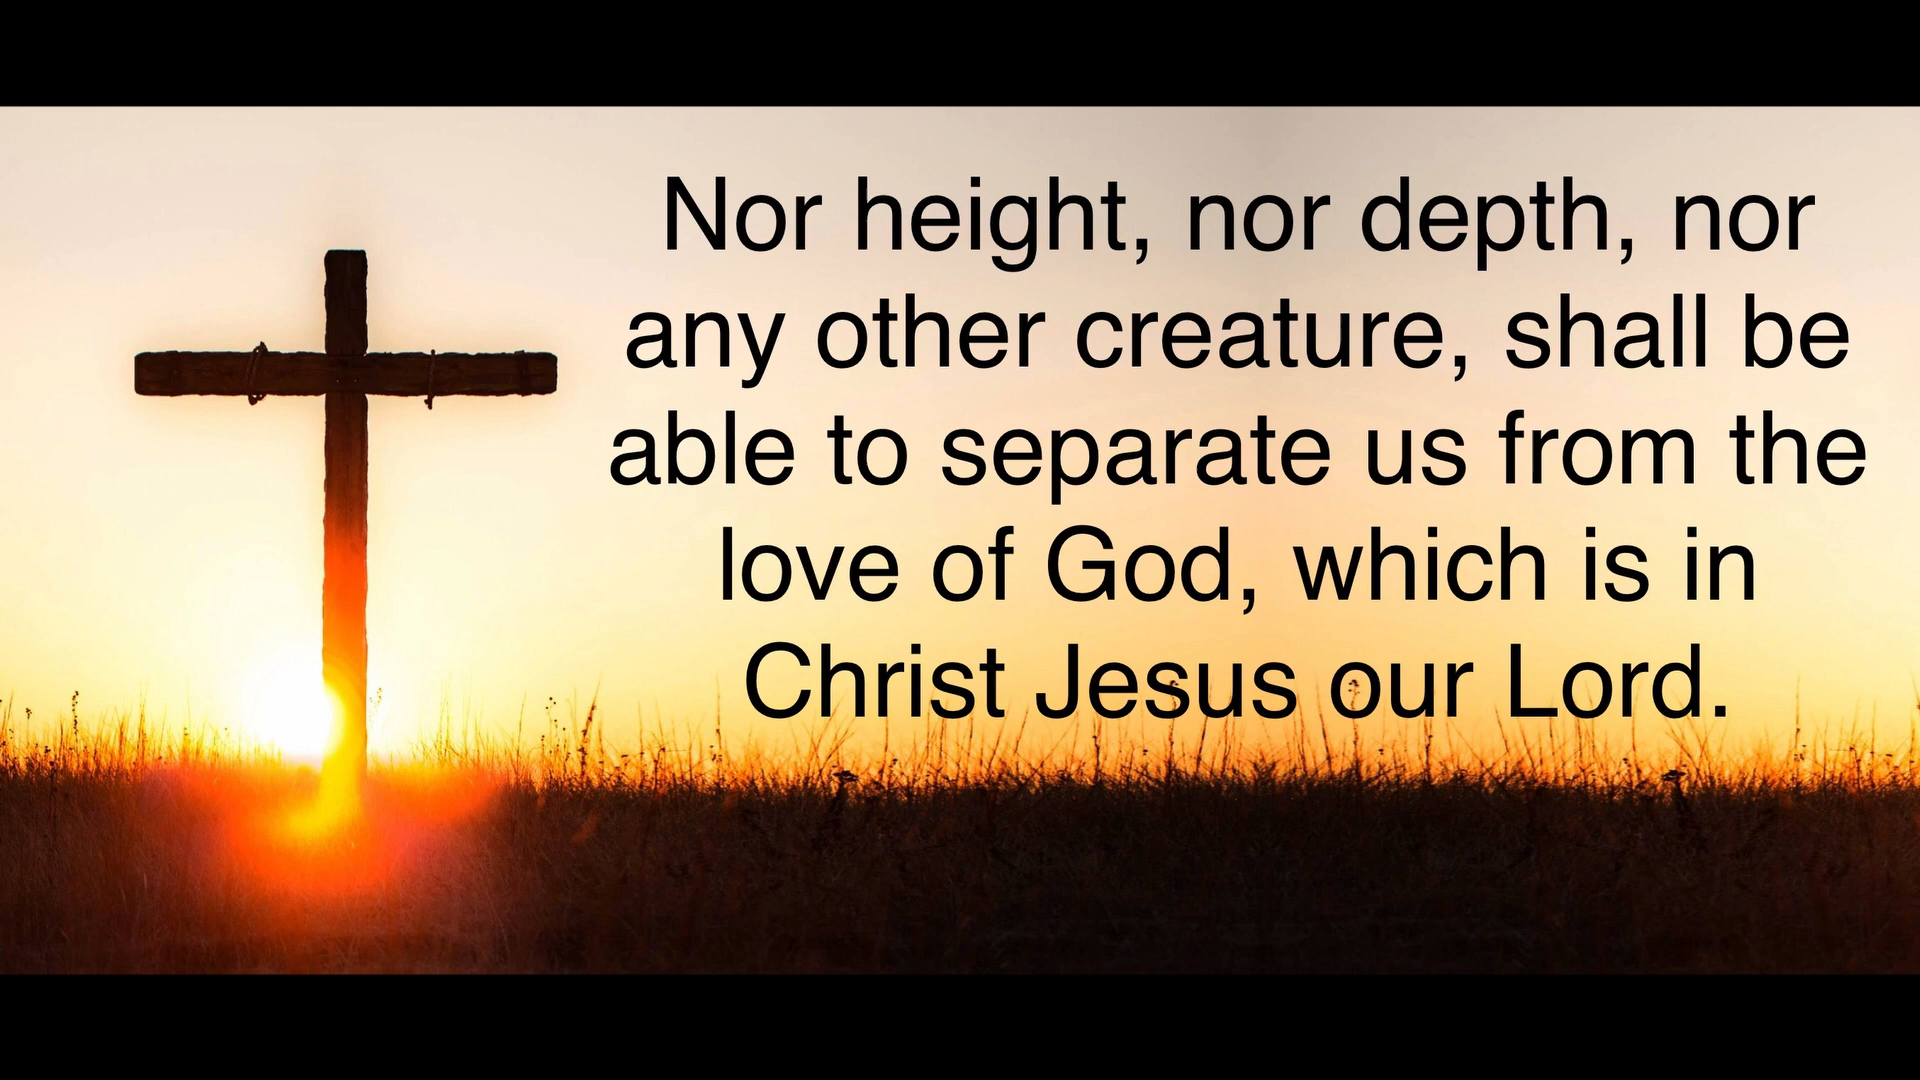 Nor height, nor depth, nor
any other creature, shall be
able to separate us from the
love of God, which is in
Christ Jesus our Lord.